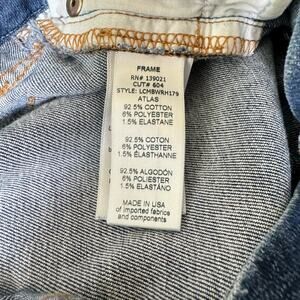 FRAME
RN# 139021
CUT# 604
STYLE: LCMBWRH179
ATLAS
92.5% COTTON
6% POLYESTER
1.5% ELASTANE
92.5% COTON
6% POLYESTER
1.5% ÉLASTHANNE
92.5% ALGODÓN
6% POLIÉSTER
1.5% ELASTÁNO
MADE IN USA
of imported fabrics
and components